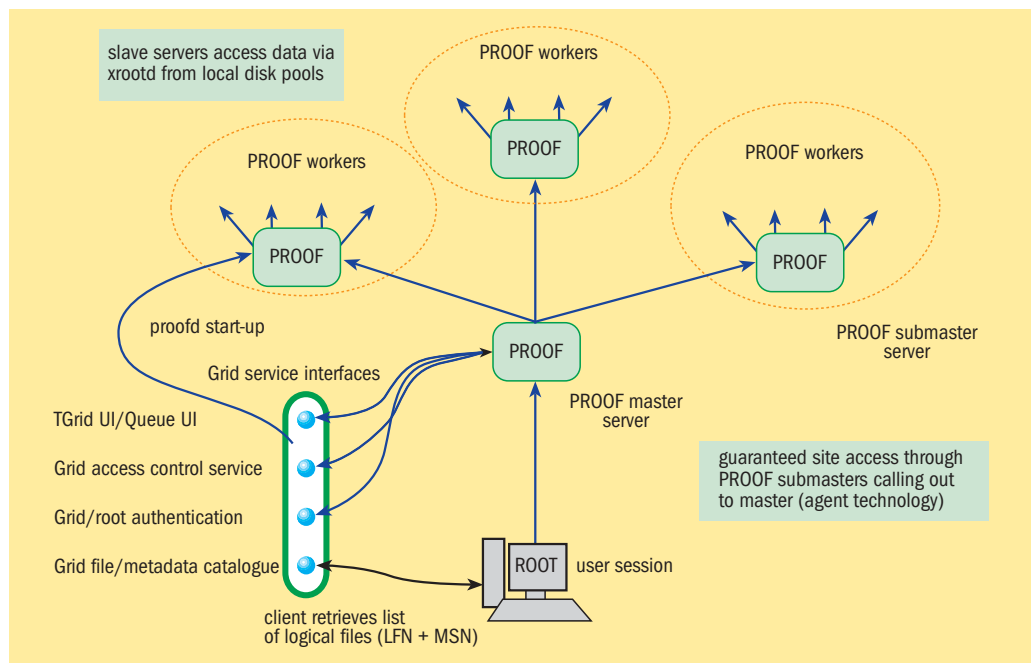 slave servers access data via
xrootd from local disk pools
PROOF workers
PROOF
PROOF workers
PROOF
PROOF workers
PROOF
proofd start-up
PROOF submaster
server
PROOF
Grid service interfaces
PROOF master
server
TGrid UI/Queue UI
Grid access control service
Grid/root authentication
Grid file/metadata catalogue
guaranteed site access through
PROOF submasters calling out
to master (agent technology)
ROOT
user session
client retrieves list
of logical files (LFN + MSN)